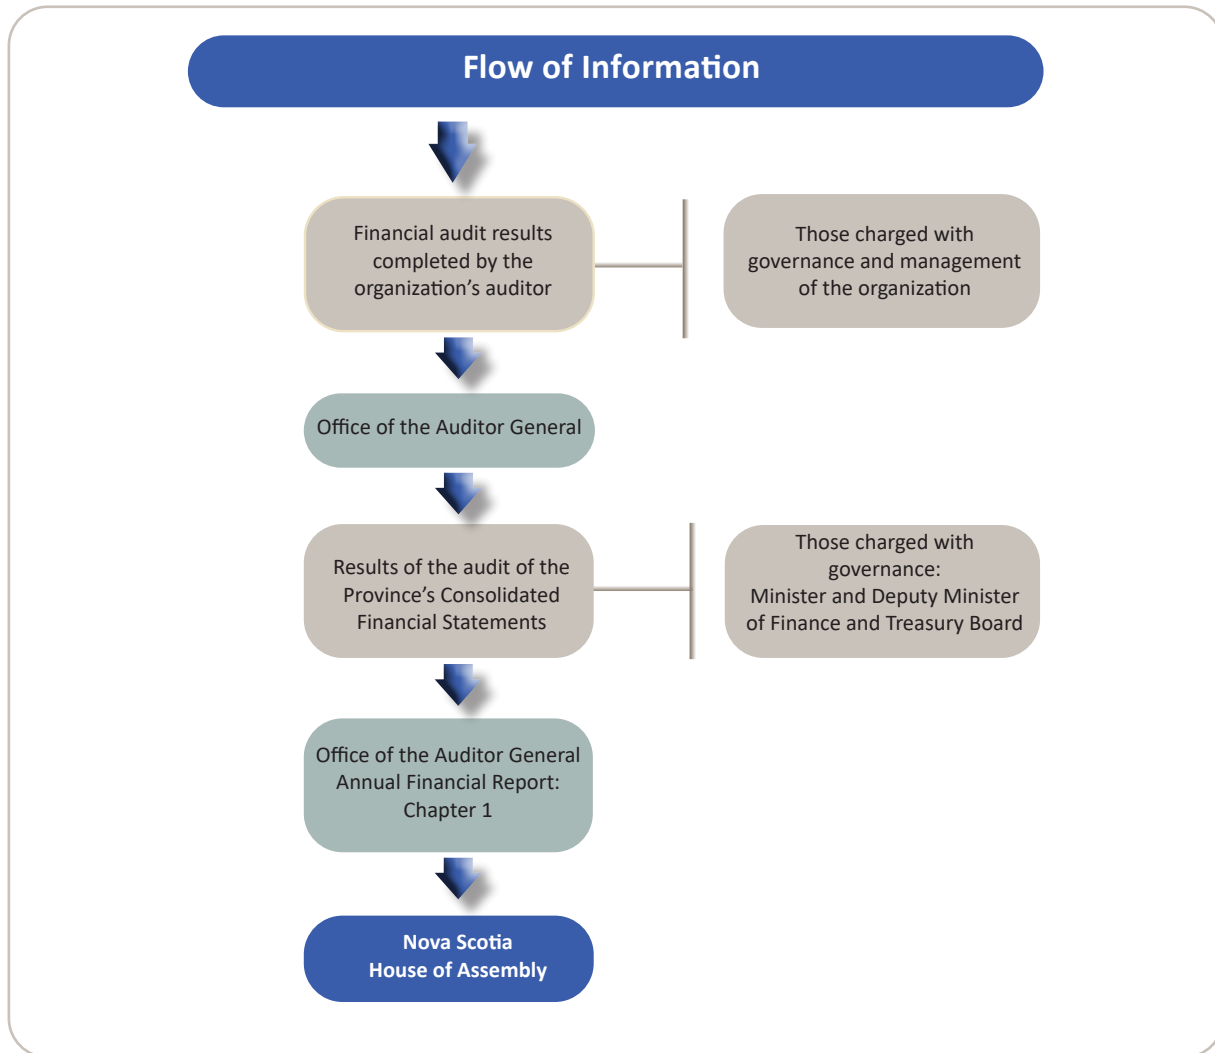 Flow of Information
Financial audit results
completed by the
organization’s auditor
Those charged with
governance and management
of the organization
Office of the Auditor General
Results of the audit of the
Province’s Consolidated
Financial Statements
Those charged with
governance:
Minister and Deputy Minister
of Finance and Treasury Board
Office of the Auditor General
Annual Financial Report:
Chapter 1
Nova Scotia
House of Assembly